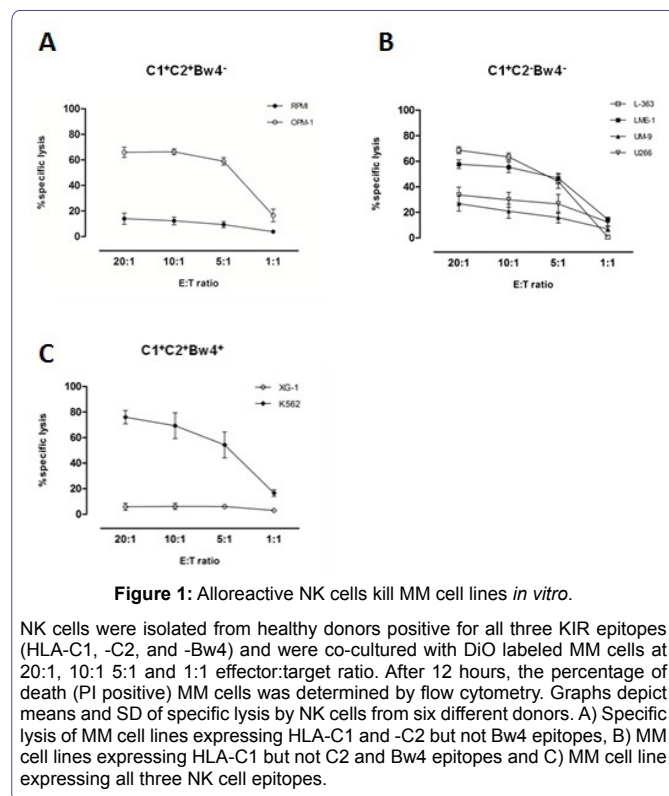 A
C1⁺C2⁺Bw4⁻
RPMI
OPM-1
100
80
60
40
20
0
% specific lysis
20:1 10:1 5:1 1:1
E:T ratio
B
C1⁺C2⁻Bw4⁻
L-363
LME-1
UM-9
U266
100
80
60
40
20
0
% specific lysis
20:1 10:1 5:1 1:1
E:T ratio
C
C1⁺C2⁺Bw4⁺
XG-1
K562
100
80
60
40
20
0
% specific lysis
20:1 10:1 5:1 1:1
E:T ratio
Figure 1: Alloreactive NK cells kill MM cell lines in vitro.
NK cells were isolated from healthy donors positive for all three KIR epitopes
(HLA-C1, -C2, and -Bw4) and were co-cultured with DiO labeled MM cells at
20:1, 10:1 5:1 and 1:1 effector:target ratio. After 12 hours, the percentage of
death (PI positive) MM cells was determined by flow cytometry. Graphs depict
means and SD of specific lysis by NK cells from six different donors. A) Specific
lysis of MM cell lines expressing HLA-C1 and -C2 but not Bw4 epitopes, B) MM
cell lines expressing HLA-C1 but not C2 and Bw4 epitopes and C) MM cell line
expressing all three NK cell epitopes.